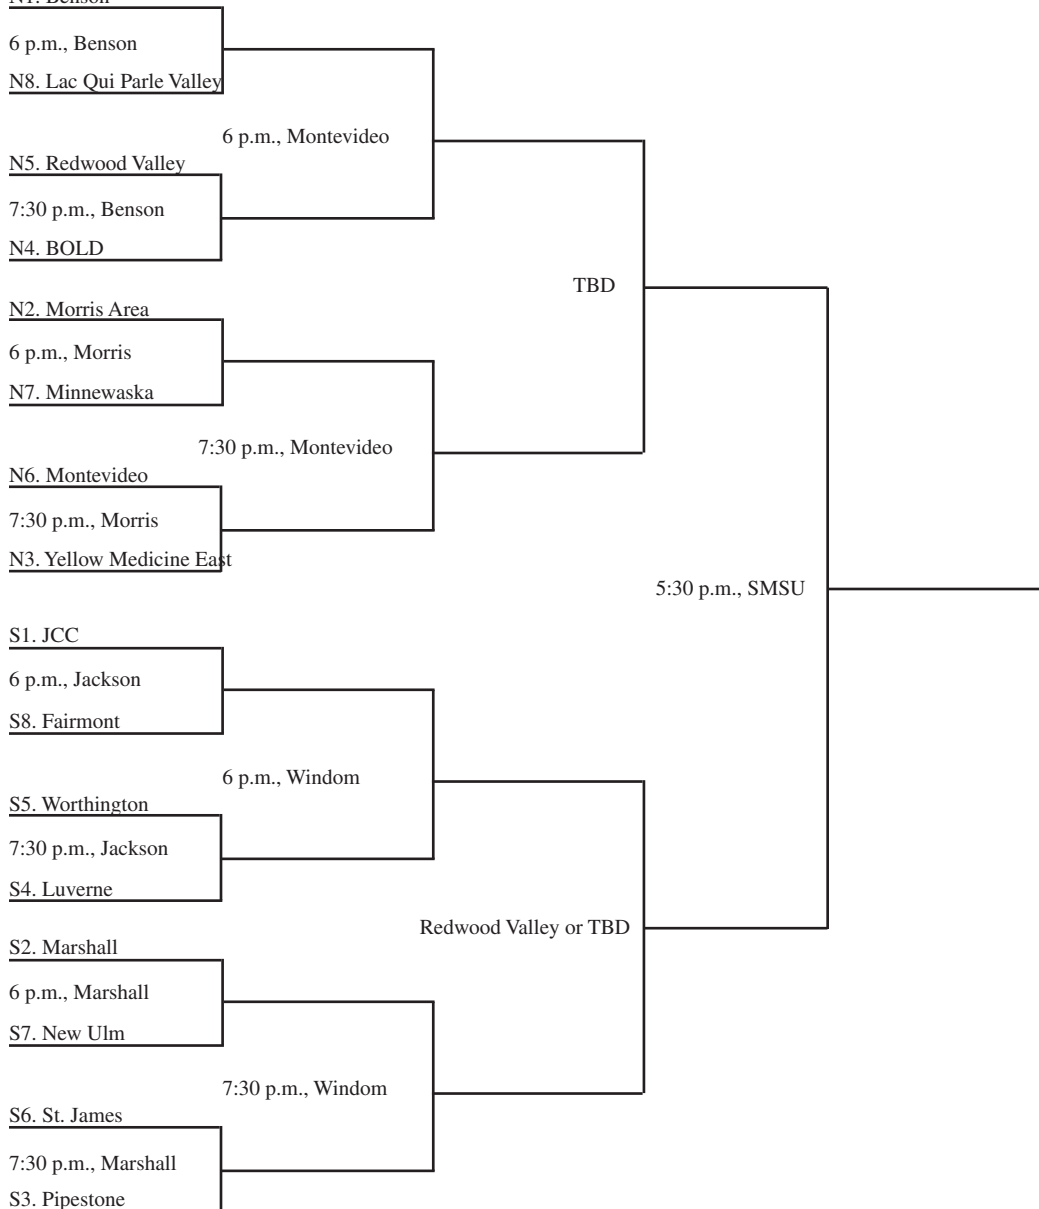 N1. Benson
6 p.m., Benson
N8. Lac Qui Parle Valley
6 p.m., Montevideo
N5. Redwood Valley
7:30 p.m., Benson
N4. BOLD
TBD
N2. Morris Area
6 p.m., Morris
N7. Minnewaska
7:30 p.m., Montevideo
N6. Montevideo
7:30 p.m., Morris
N3. Yellow Medicine East
5:30 p.m., SMSU
S1. JCC
6 p.m., Jackson
S8. Fairmont
6 p.m., Windom
S5. Worthington
7:30 p.m., Jackson
S4. Luverne
Redwood Valley or TBD
S2. Marshall
6 p.m., Marshall
S7. New Ulm
7:30 p.m., Windom
S6. St. James
7:30 p.m., Marshall
S3. Pipestone